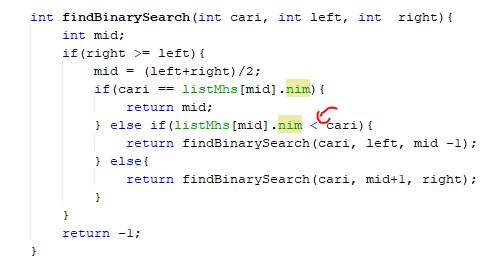 int findBinarySearch(int cari, int left, int  right){
    int mid;
    if(right >= left){
        mid = (left+right)/2;
        if(cari == listMhs[mid].nim){
            return mid;
        } else if(listMhs[mid].nim < cari){
            return findBinarySearch(cari, left, mid -1);
        } else{
            return findBinarySearch(cari, mid+1, right);
        }
    }
    return -1;
}